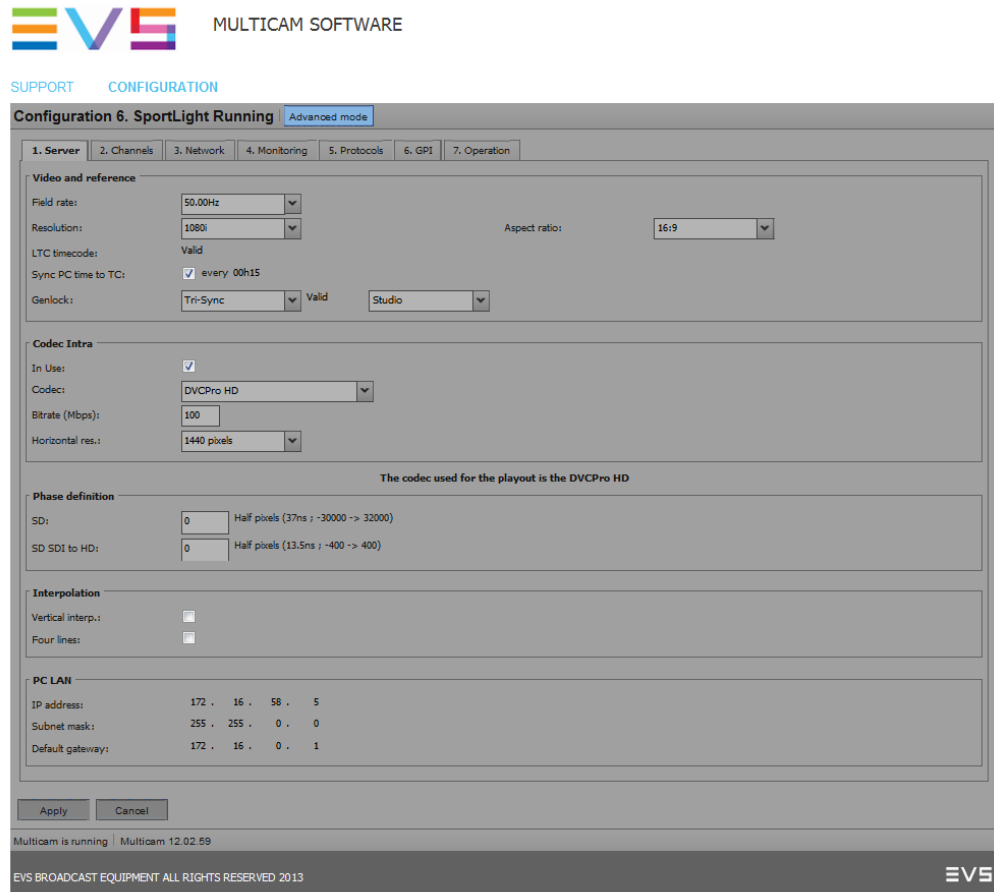 EVS MULTICAM SOFTWARE
SUPPORT CONFIGURATION
Configuration 6. SportLight Running Advanced mode
1. Server 2. Channels 3. Network 4. Monitoring 5. Protocols 6. GPI 7. Operation
Video and reference
Field rate: 50.00Hz
Resolution: 1080i Aspect ratio: 16:9
LTC timecode: Valid
Sync PC time to TC: every 00h15
Genlock: Tri-Sync Valid Studio
Codec Intra
In Use:
Codec: DVCPro HD
Bitrate (Mbps): 100
Horizontal res.: 1440 pixels
The codec used for the playout is the DVCPro HD
Phase definition
SD: 0 Half pixels (37ns ; -30000 -> 32000)
SD SDI to HD: 0 Half pixels (13.5ns ; -400 -> 400)
Interpolation
Vertical interp.:
Four lines:
PC LAN
IP address: 172 . 16 . 58 . 5
Subnet mask: 255 . 255 . 0 . 0
Default gateway: 172 . 16 . 0 . 1
Apply Cancel
Multicam is running Multicam 12.02.59
EVS BROADCAST EQUIPMENT ALL RIGHTS RESERVED 2013 EVS